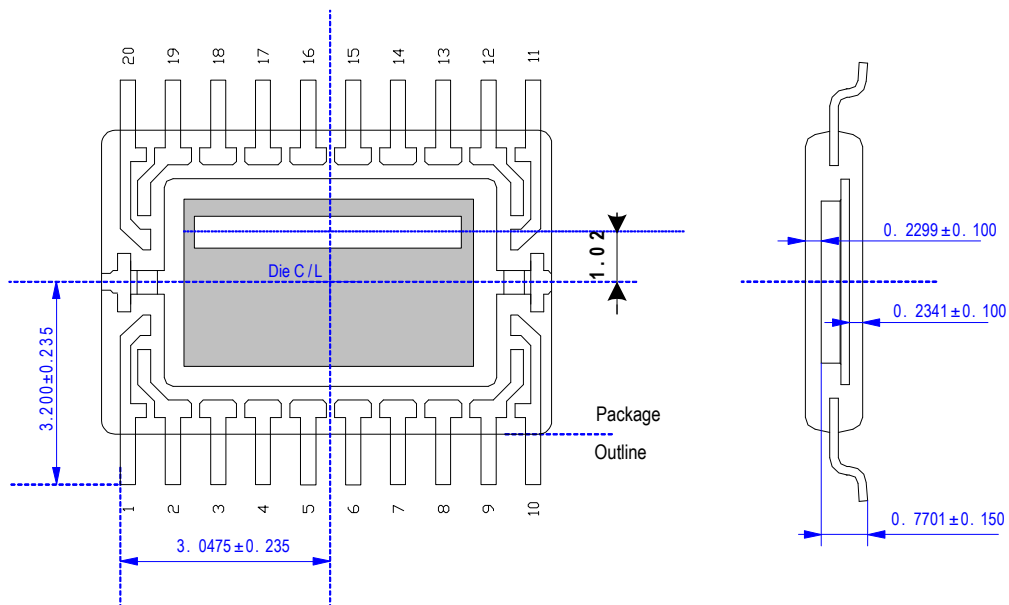 20 19 18 17 16 15 14 13 12 11
0. 2299±0. 100
1.02
Die C / L
0. 2341±0. 100
3.200±0.235
Package
Outline
1 2 3 4 5 6 7 8 9 10
0. 7701±0. 150
3. 0475±0. 235